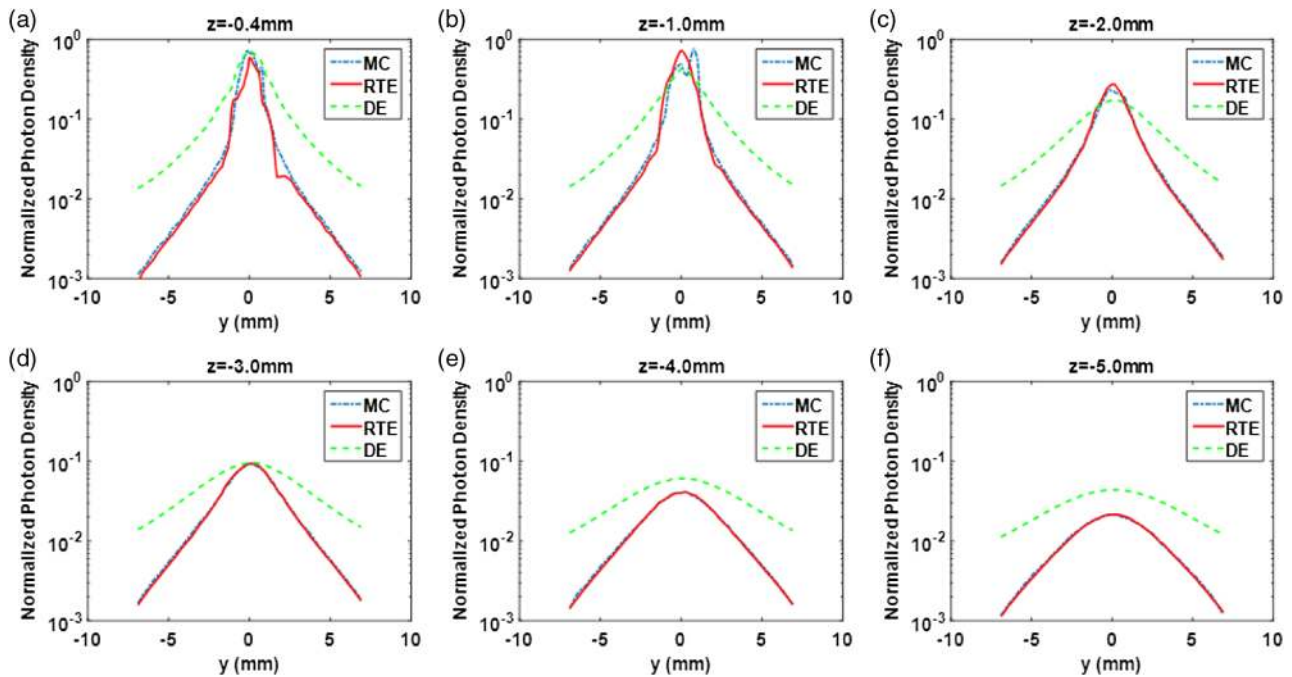 (a)
z=-0.4mm
Normalized Photon Density
10^0
10^-1
10^-2
10^-3
-10 -5 0 5 10
y (mm)
MC
RTE
DE
(b)
z=-1.0mm
Normalized Photon Density
10^0
10^-1
10^-2
10^-3
-10 -5 0 5 10
y (mm)
MC
RTE
DE
(c)
z=-2.0mm
Normalized Photon Density
10^0
10^-1
10^-2
10^-3
-10 -5 0 5 10
y (mm)
MC
RTE
DE
(d)
z=-3.0mm
Normalized Photon Density
10^0
10^-1
10^-2
10^-3
-10 -5 0 5 10
y (mm)
MC
RTE
DE
(e)
z=-4.0mm
Normalized Photon Density
10^0
10^-1
10^-2
10^-3
-10 -5 0 5 10
y (mm)
MC
RTE
DE
(f)
z=-5.0mm
Normalized Photon Density
10^0
10^-1
10^-2
10^-3
-10 -5 0 5 10
y (mm)
MC
RTE
DE